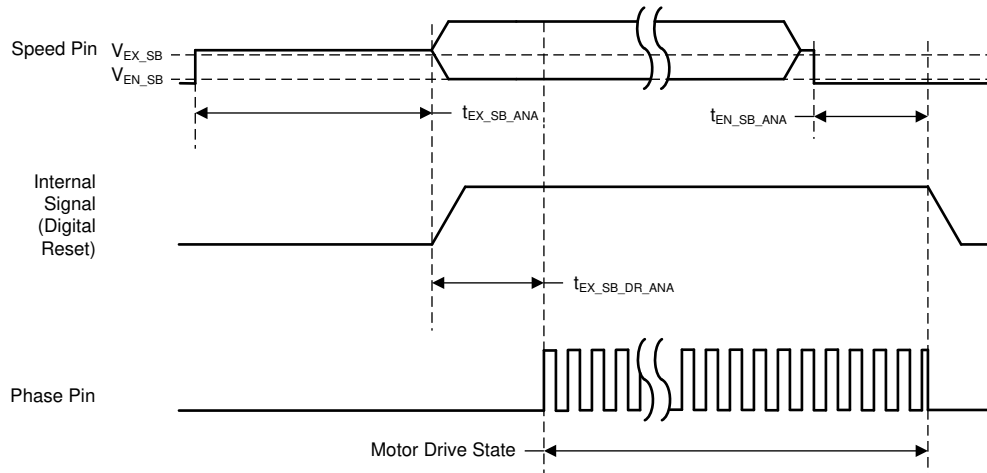 Speed Pin
V_EX_SB
V_EN_SB
t_EX_SB_ANA
t_EN_SB_ANA
Internal
Signal
(Digital
Reset)
t_EX_SB_DR_ANA
Phase Pin
Motor Drive State